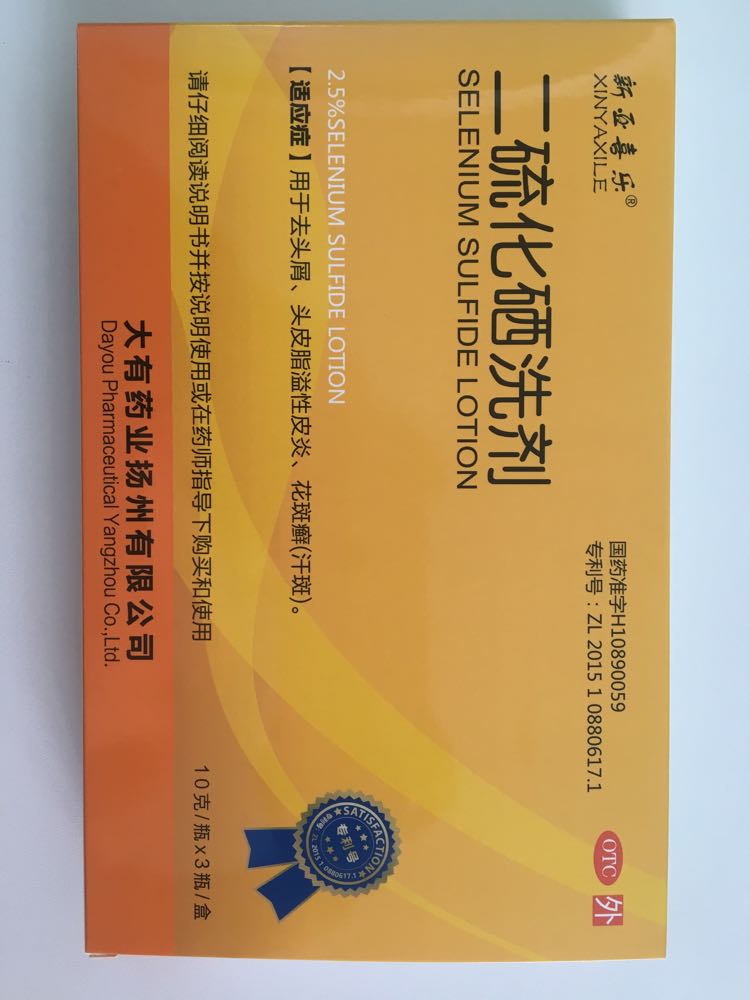 新亚喜乐®
XINYAXILE
国药准字H10890059
专利号：ZL 2015 1 0880617.1
OTC
外
二硫化硒洗剂
SELENIUM SULFIDE LOTION
2.5%SELENIUM SULFIDE LOTION
【适应症】用于去头屑、头皮脂溢性皮炎、花斑癣(汗斑)。
SATISFACTION
专利号
ZL 2015 1 0880617.1
请仔细阅读说明书并按说明使用或在药师指导下购买和使用
10克/瓶x3瓶/盒
大有药业扬州有限公司
Dayou Pharmaceutical Yangzhou Co.,Ltd.